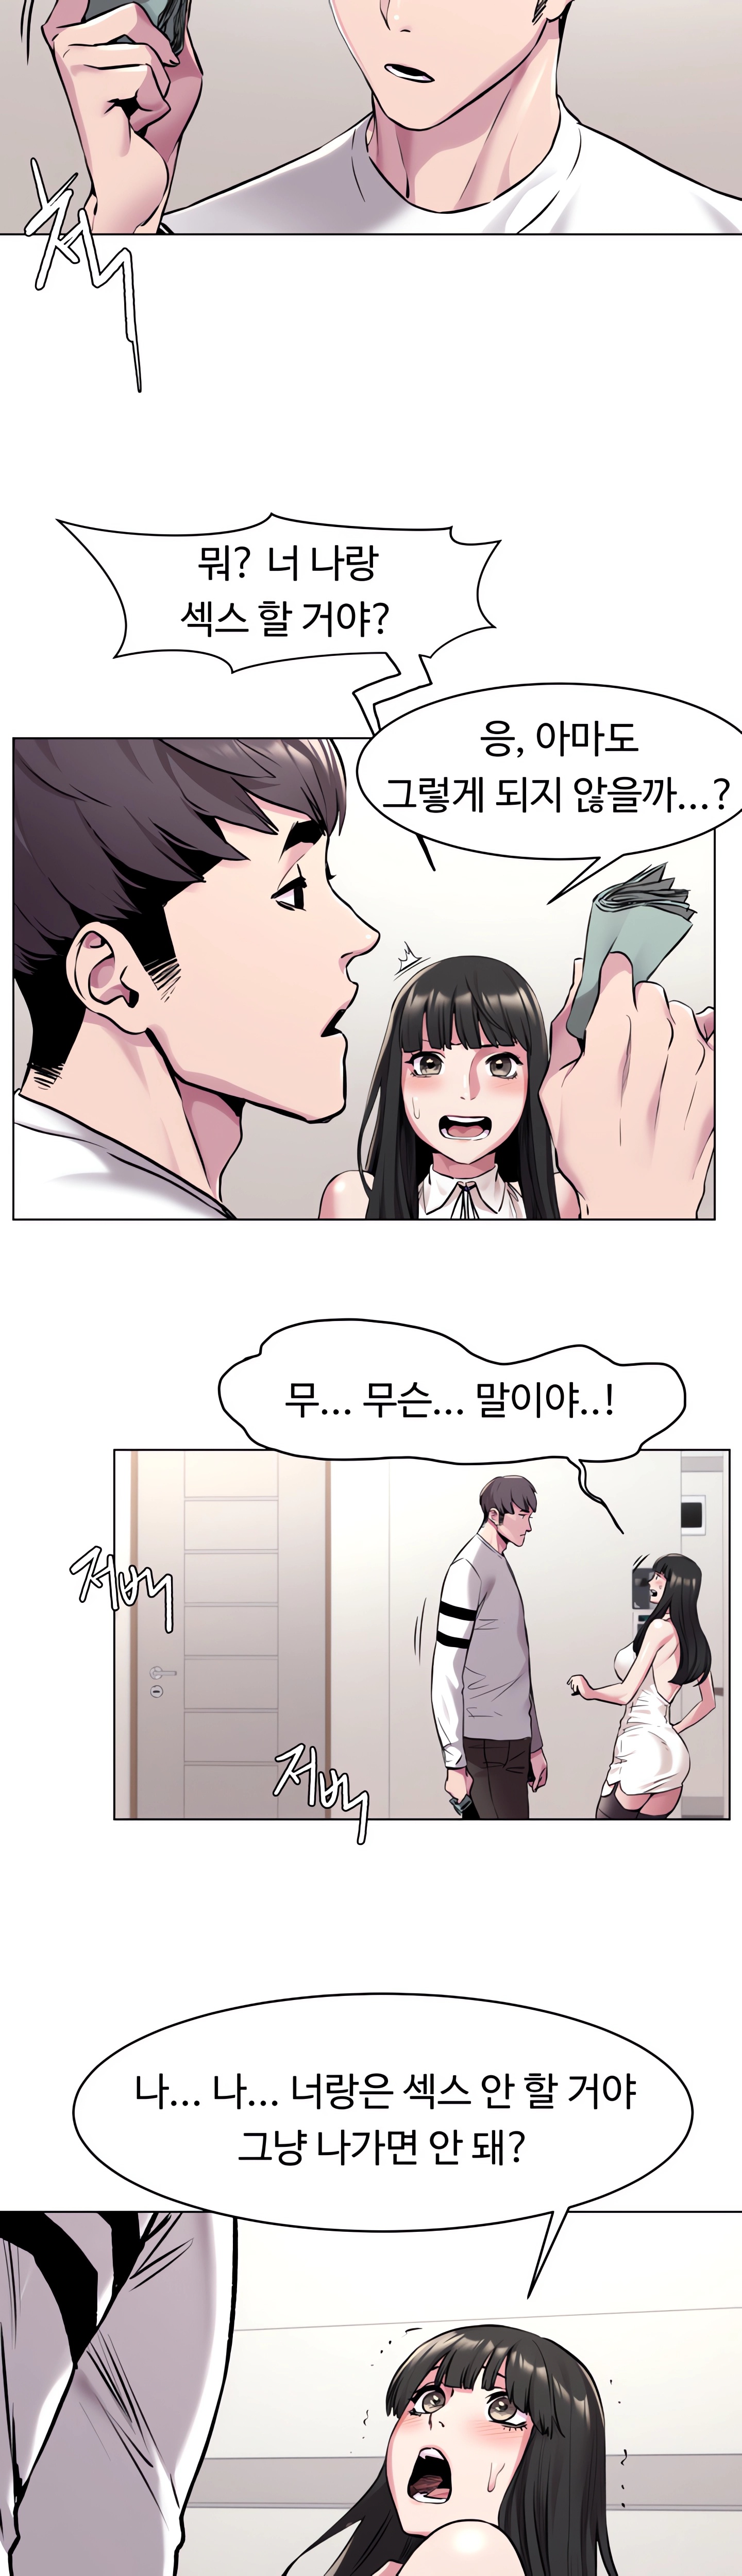 척
뭐? 너 나랑
섹스 할 거야?
응, 아마도
그렇게 되지 않을까...?
무... 무슨... 말이야..!
저벅
저벅
나... 나... 너랑은 섹스 안 할 거야
그냥 나가면 안 돼?